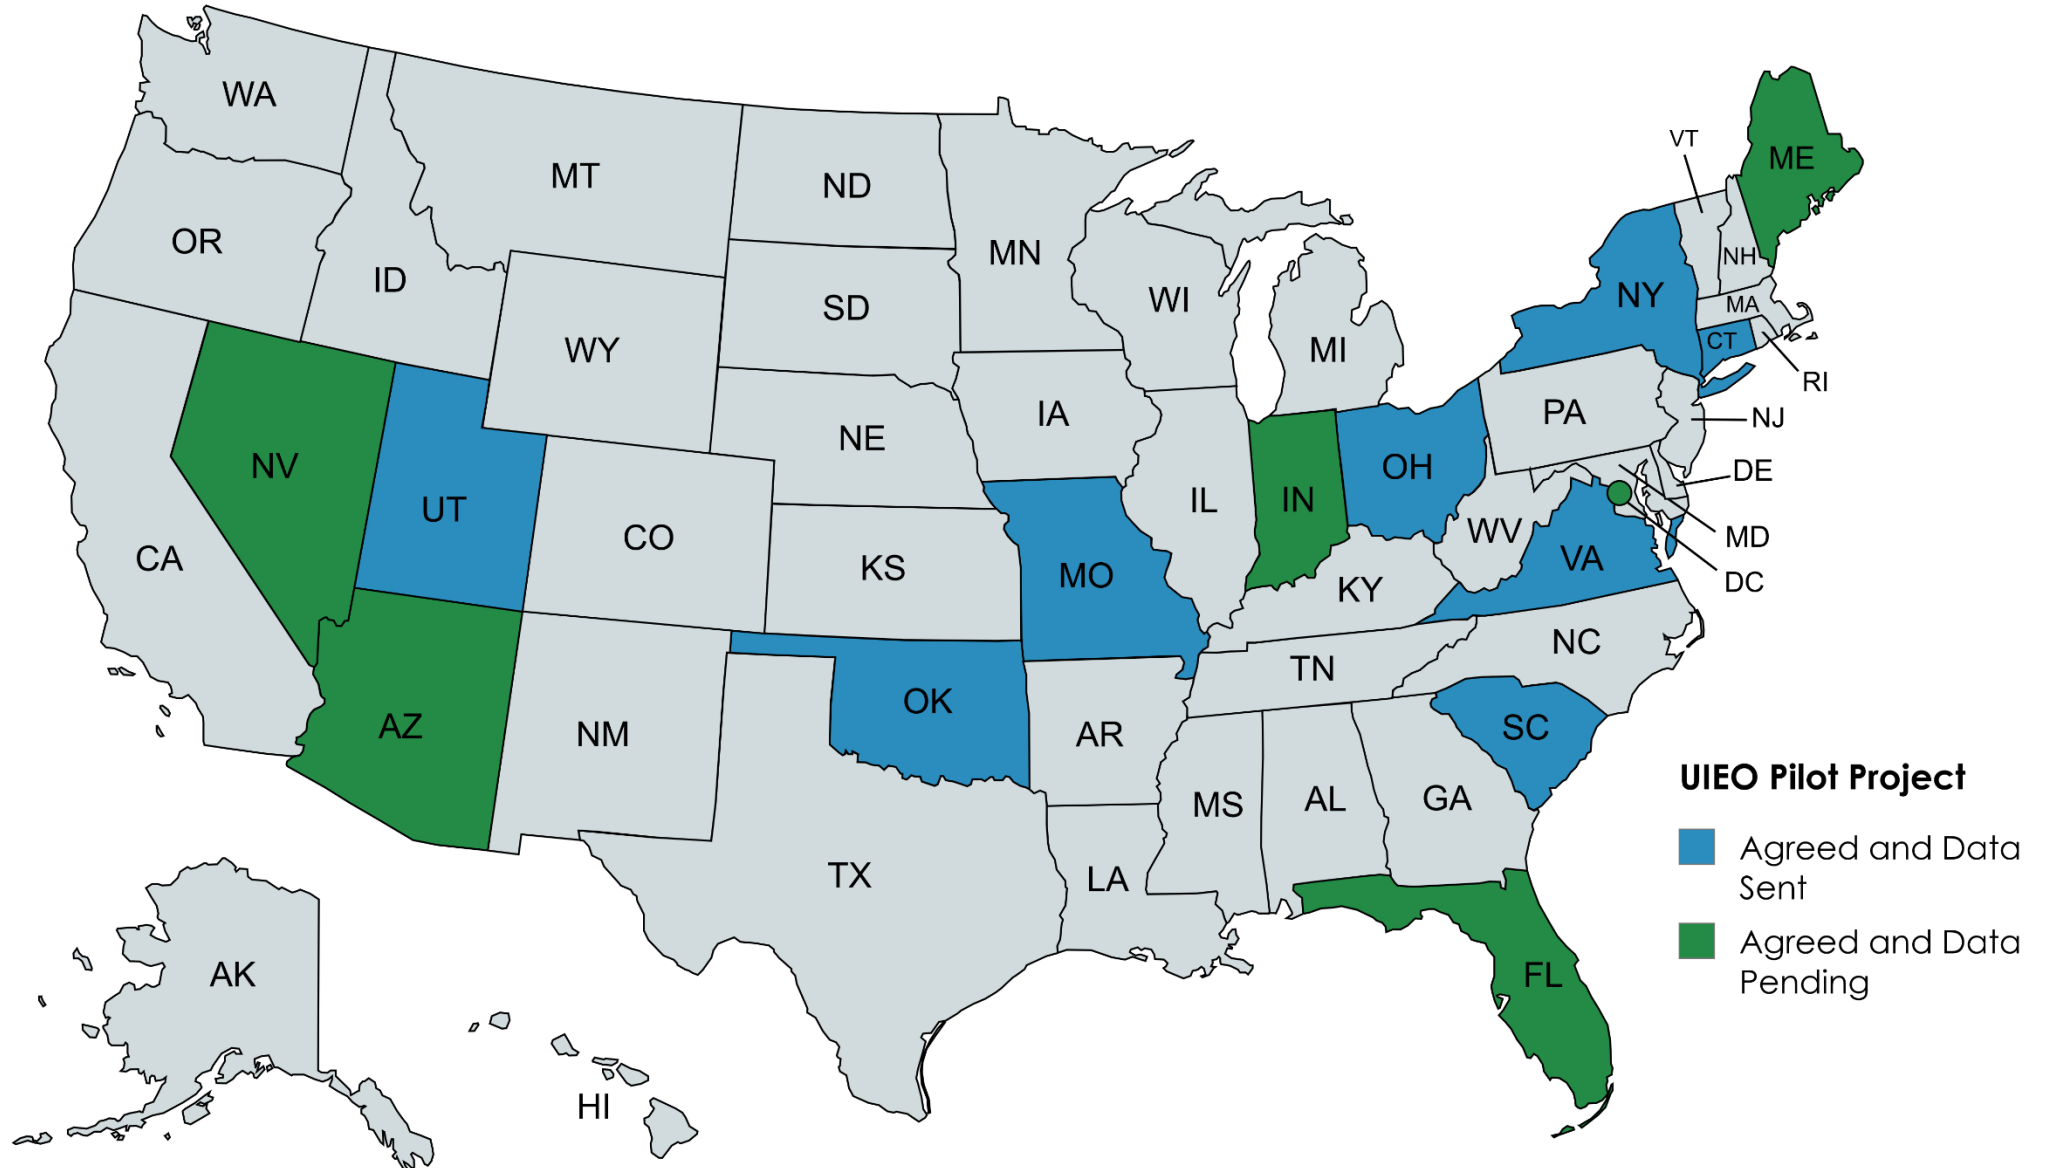 WA
MT
ND
MN
VT
ME
OR
ID
SD
WI
NY
NH
MA
WY
MI
CT
RI
NV
NE
IA
PA
NJ
UT
CO
IL
IN
OH
DE
CA
KS
MO
WV
VA
MD
DC
KY
NC
TN
AZ
NM
OK
AR
SC
MS
AL
GA
TX
LA
UIEO Pilot Project
Agreed and Data
Sent
Agreed and Data
Pending
AK
FL
HI